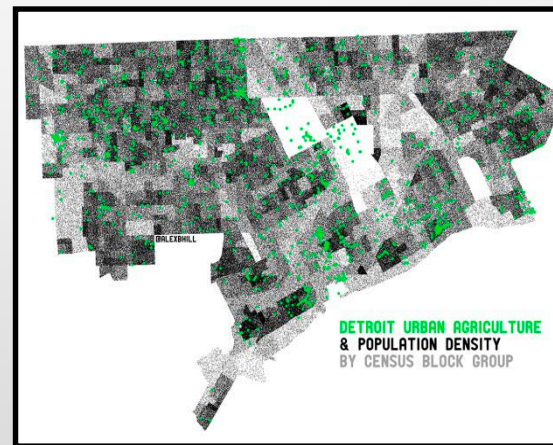 @ALEXBHILL
DETROIT URBAN AGRICULTURE
& POPULATION DENSITY
BY CENSUS BLOCK GROUP